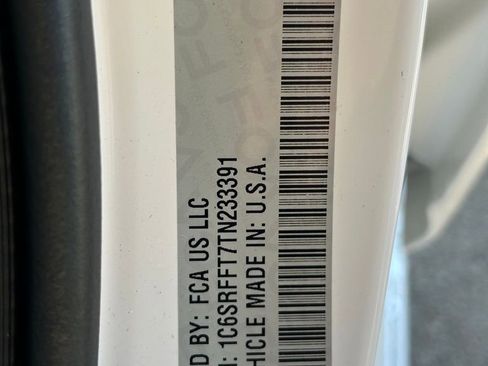 D BY: FCA US LLC
: 1C6SRFFT7TN233391
HICLE MADE IN: U.S.A.